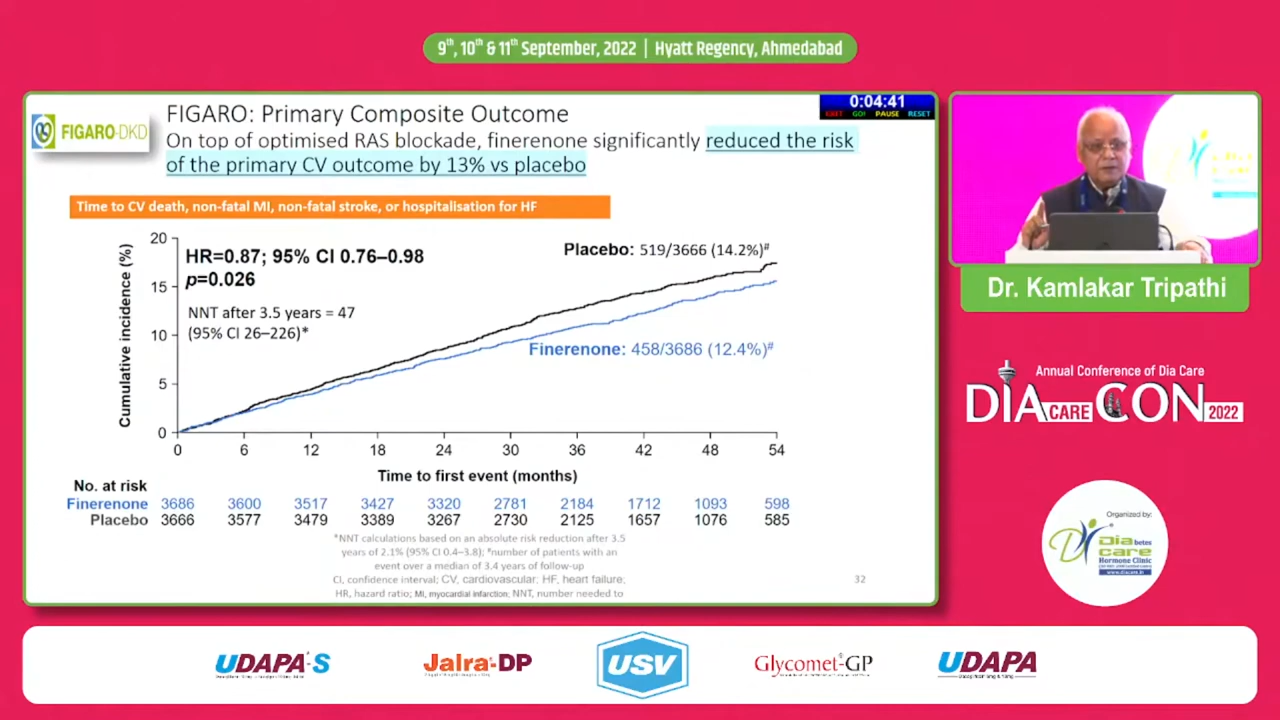 9th, 10th & 11th September, 2022 | Hyatt Regency, Ahmedabad
FIGARO-DKD
FIGARO: Primary Composite Outcome
On top of optimised RAS blockade, finerenone significantly reduced the risk
of the primary CV outcome by 13% vs placebo
0:04:41
EXIT GO! PAUSE RESET
Time to CV death, non-fatal MI, non-fatal stroke, or hospitalisation for HF
Cumulative incidence (%)
20
15
10
5
0
HR=0.87; 95% CI 0.76–0.98
p=0.026
NNT after 3.5 years = 47
(95% CI 26–226)*
Placebo: 519/3666 (14.2%)#
Finerenone: 458/3686 (12.4%)#
0 6 12 18 24 30 36 42 48 54
Time to first event (months)
No. at risk
Finerenone 3686 3600 3517 3427 3320 2781 2184 1712 1093 598
Placebo 3666 3577 3479 3389 3267 2730 2125 1657 1076 585
*NNT calculations based on an absolute risk reduction after 3.5
years of 2.1% (95% CI 0.4–3.8); #number of patients with an
event over a median of 3.4 years of follow-up
CI, confidence interval; CV, cardiovascular; HF, heart failure;
HR, hazard ratio; MI, myocardial infarction; NNT, number needed to
32
Dr. Kamlakar Tripathi
Annual Conference of Dia Care
DIA CARE CON 2022
Organized by:
Diabetes
care
Hormone Clinic
www.diacare.in
UDAPA-S
Jalra-DP
USV
Glycomet-GP
UDAPA